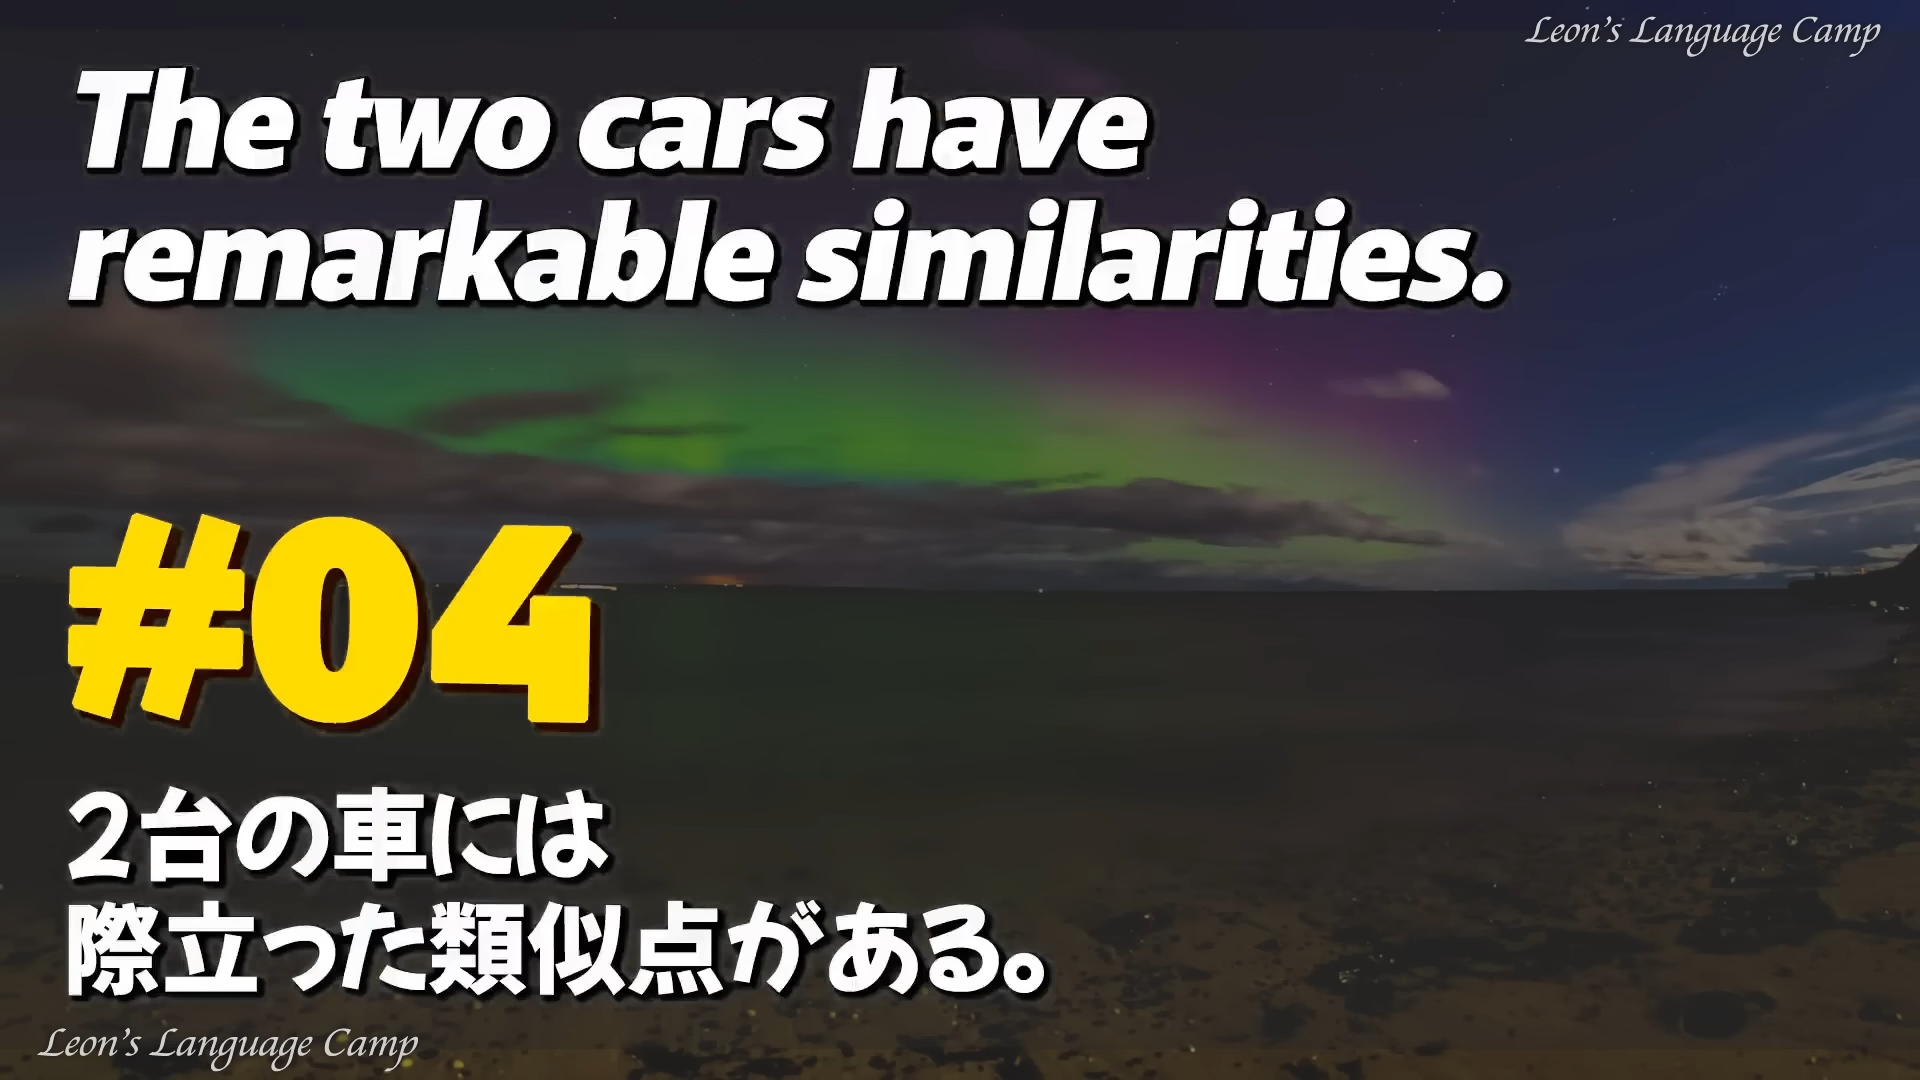 Leon's Language Camp
The two cars have
remarkable similarities.
#04
2台の車には
際立った類似点がある。
Leon's Language Camp